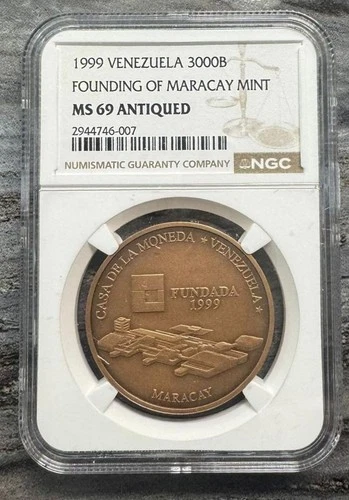 1999 VENEZUELA 3000B
FOUNDING OF MARACAY MINT
MS 69 ANTIQUED
2944746-007
NUMISMATIC GUARANTY COMPANY NGC
CASA DE LA MONEDA ★ VENEZUELA ★
FUNDADA
1999
MARACAY